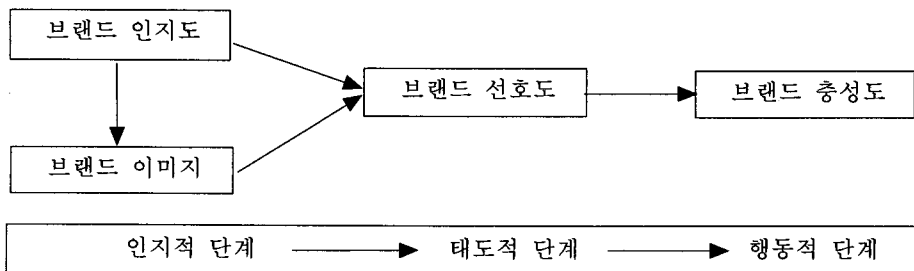 브랜드 인지도
브랜드 선호도
브랜드 충성도
브랜드 이미지
인지적 단계 태도적 단계 행동적 단계